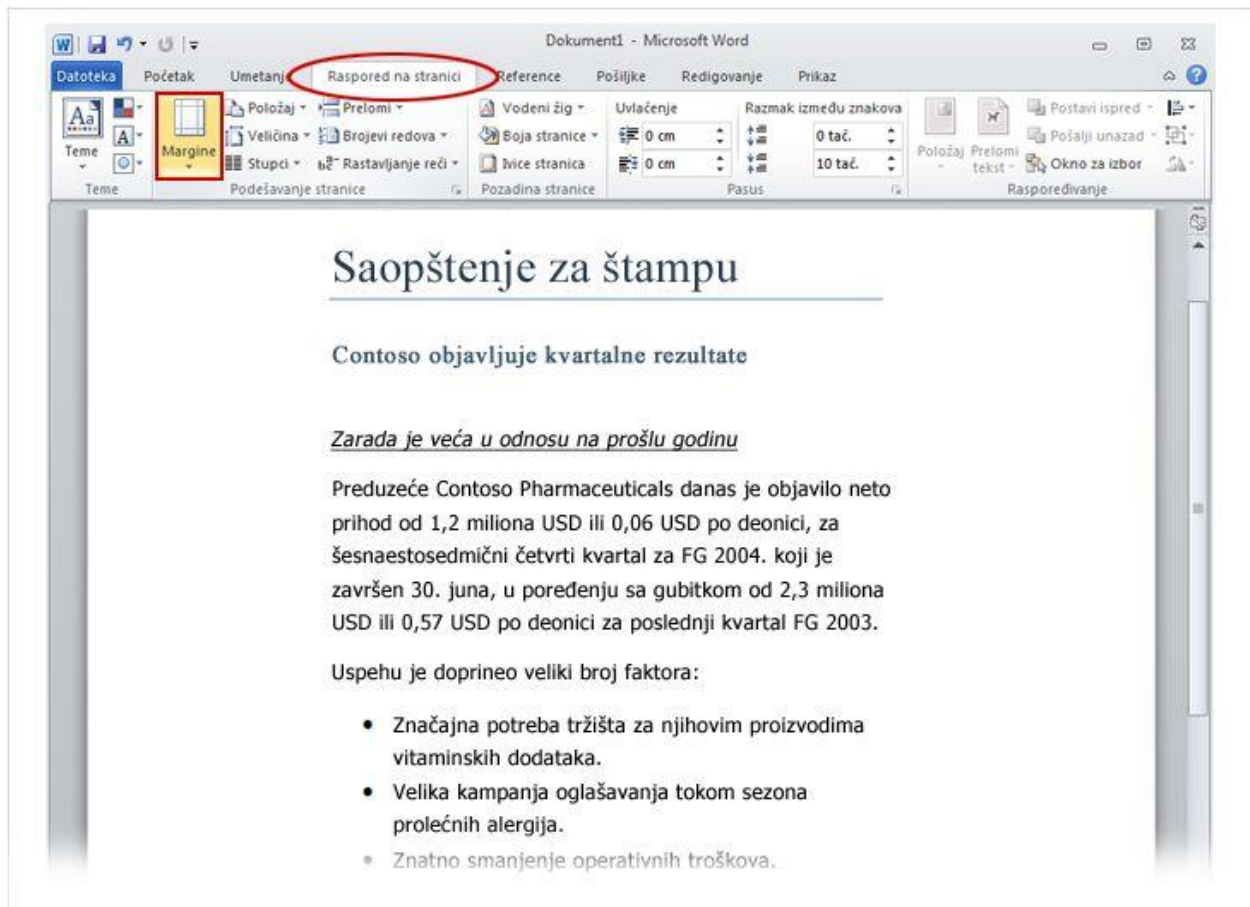 Dokument1 - Microsoft Word
Datoteka Početak Umetanje Raspored na stranici Reference Pošiljke Redigovanje Prikaz
Aa Položaj Prelomi Vodeni žig Uvlačenje Razmak između znakova Postavi ispred
Teme Margine Veličina Brojevi redova Boja stranice 0 cm 0 tač. Položaj Prelomi tekst Pošalji unazad
Stupci Rastavljanje reči Ivice stranica 0 cm 10 tač. Okno za izbor
Teme Podešavanje stranice Pozadina stranice Pasus Raspoređivanje
Saopštenje za štampu
Contoso objavljuje kvartalne rezultate
Zarada je veća u odnosu na prošlu godinu
Preduzeće Contoso Pharmaceuticals danas je objavilo neto
prihod od 1,2 miliona USD ili 0,06 USD po deonici, za
šesnaestosedmični četvrti kvartal za FG 2004. koji je
završen 30. juna, u poređenju sa gubitkom od 2,3 miliona
USD ili 0,57 USD po deonici za poslednji kvartal FG 2003.
Uspehu je doprineo veliki broj faktora:
• Značajna potreba tržišta za njihovim proizvodima
vitaminskih dodataka.
• Velika kampanja oglašavanja tokom sezona
prolećnih alergija.
• Znatno smanjenje operativnih troškova.